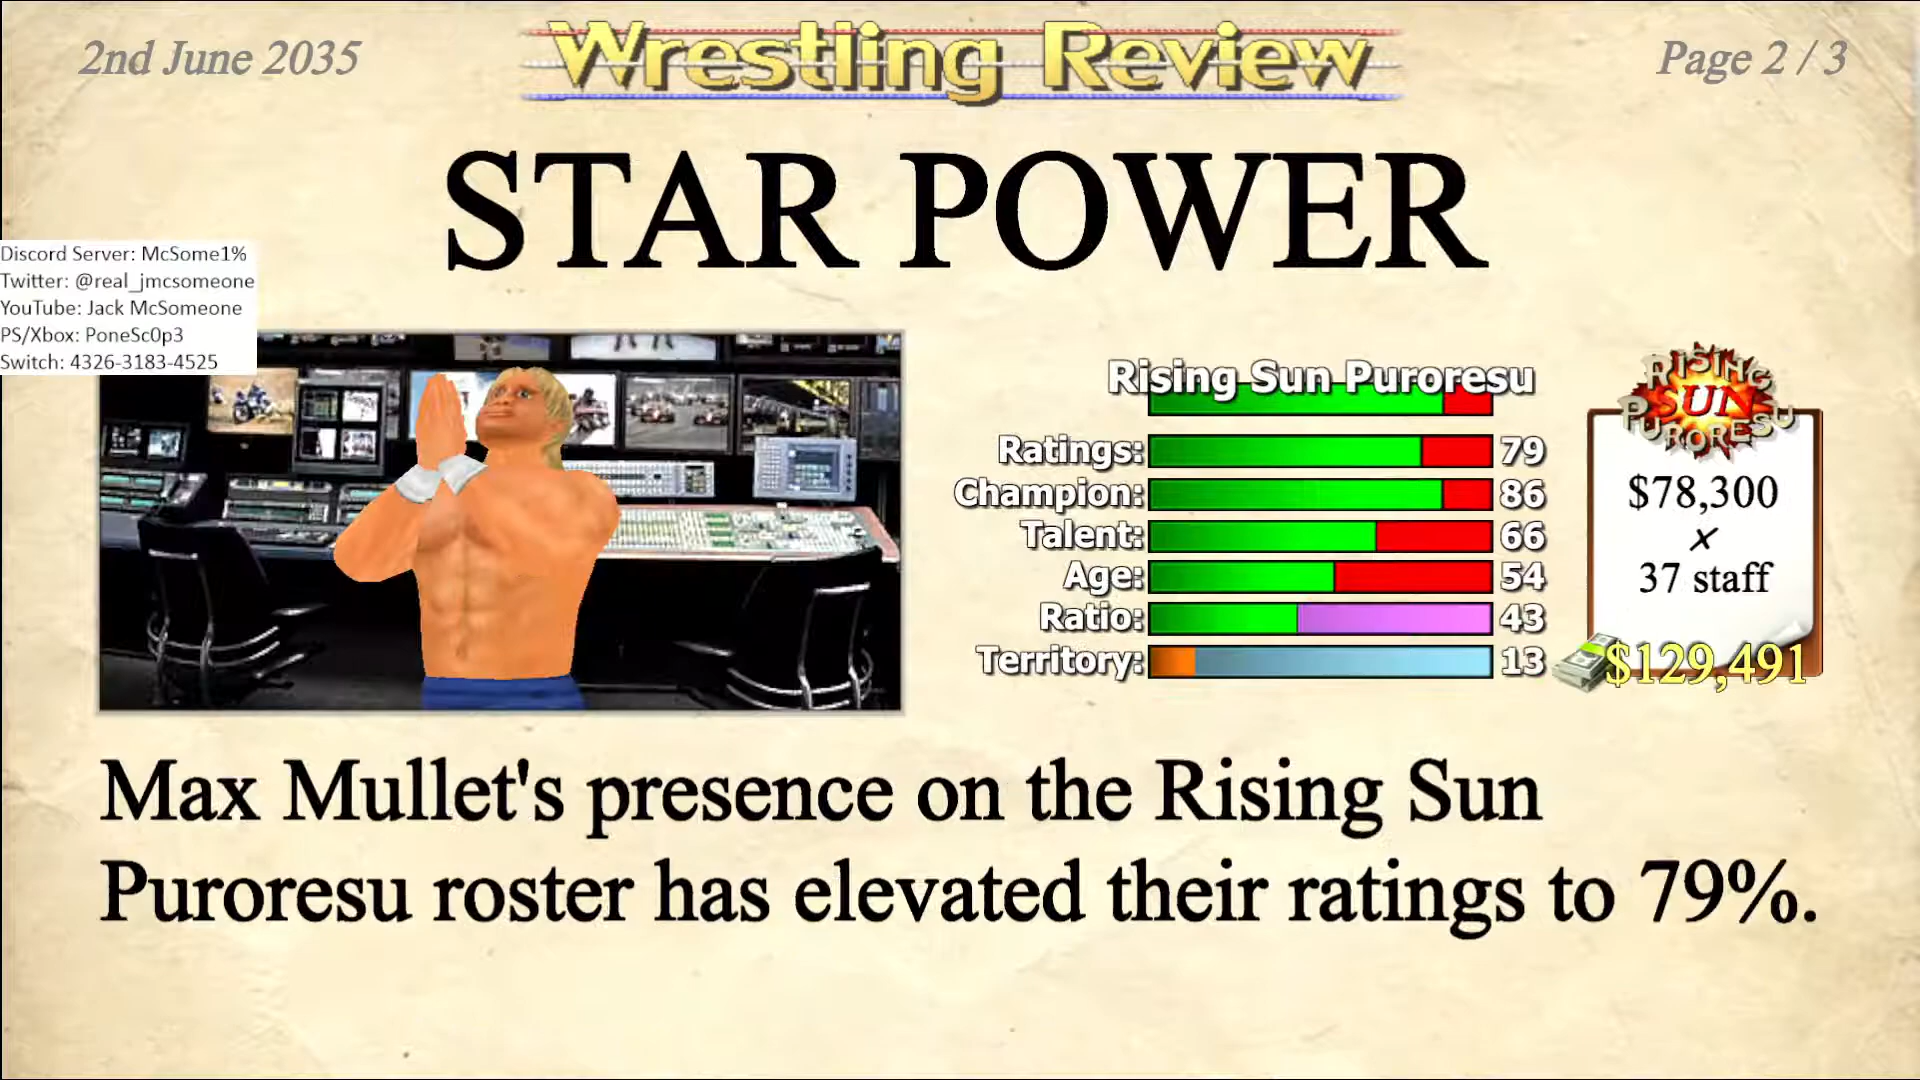 2nd June 2035
Wrestling Review
Page 2 / 3
STAR POWER
Discord Server: McSome1%
Twitter: @real_jmcsomeone
YouTube: Jack McSomeone
PS/Xbox: PoneSc0p3
Switch: 4326-3183-4525
Rising Sun Puroresu
Ratings: 79
Champion: 86
Talent: 66
Age: 54
Ratio: 43
Territory: 13
RISING
SUN
PURORESU
$78,300
x
37 staff
$129,491
Max Mullet's presence on the Rising Sun
Puroresu roster has elevated their ratings to 79%.